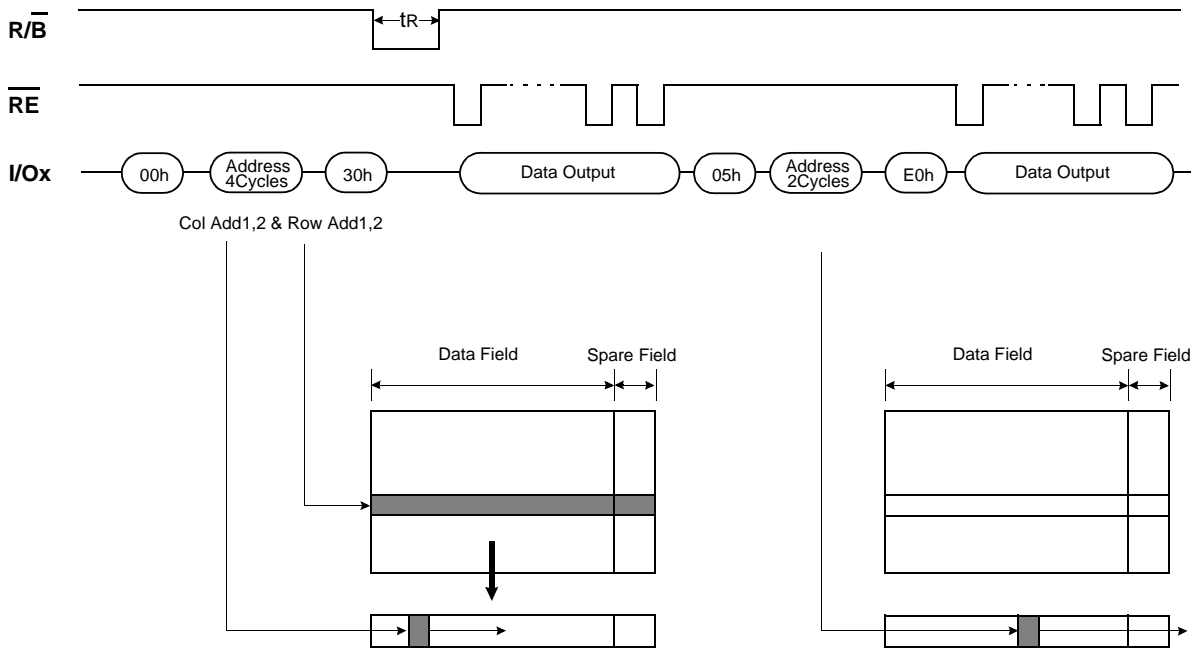 R/B
tR
RE
I/Ox
00h
Address
4Cycles
30h
Data Output
05h
Address
2Cycles
E0h
Data Output
Col Add1,2 & Row Add1,2
Data Field
Spare Field
Data Field
Spare Field